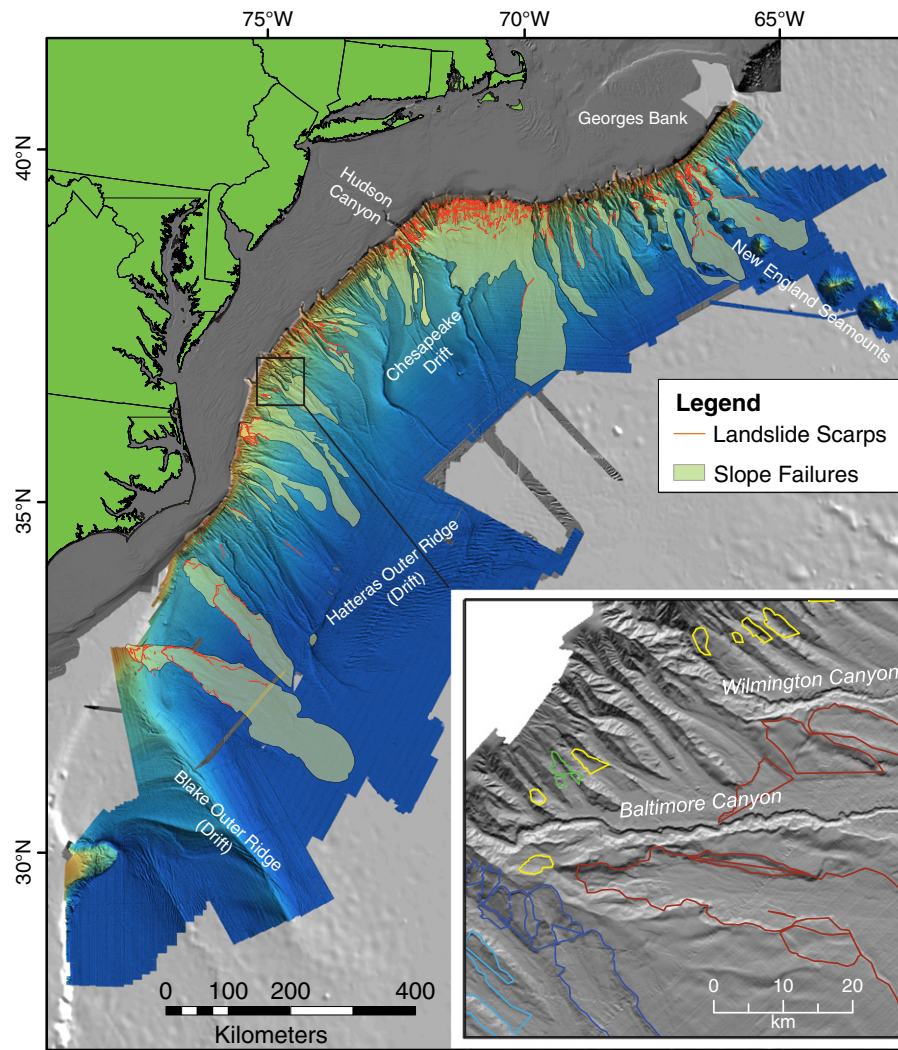 75°W
70°W
65°W
40°N
35°N
30°N
Georges Bank
Hudson
Canyon
New England Seamounts
Chesapeake
Drift
Legend
Landslide Scarps
Slope Failures
Hatteras Outer Ridge
(Drift)
Blake Outer Ridge
(Drift)
0 100 200 400
Kilometers
Wilmington Canyon
Baltimore Canyon
0 10 20
km